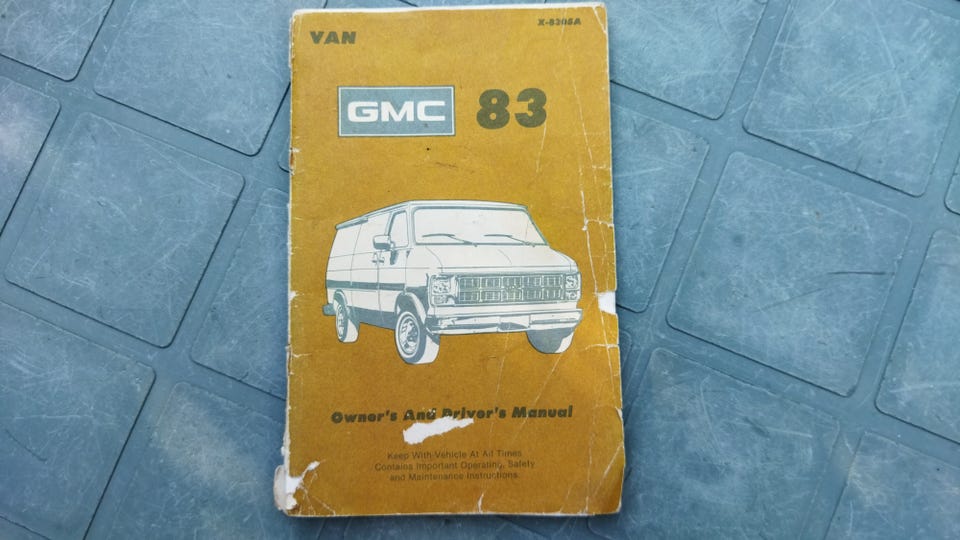 VAN
X-8305A
GMC 83
Owner's And Driver's Manual
Keep With Vehicle At All Times
Contains Important Operating, Safety
and Maintenance Instructions.